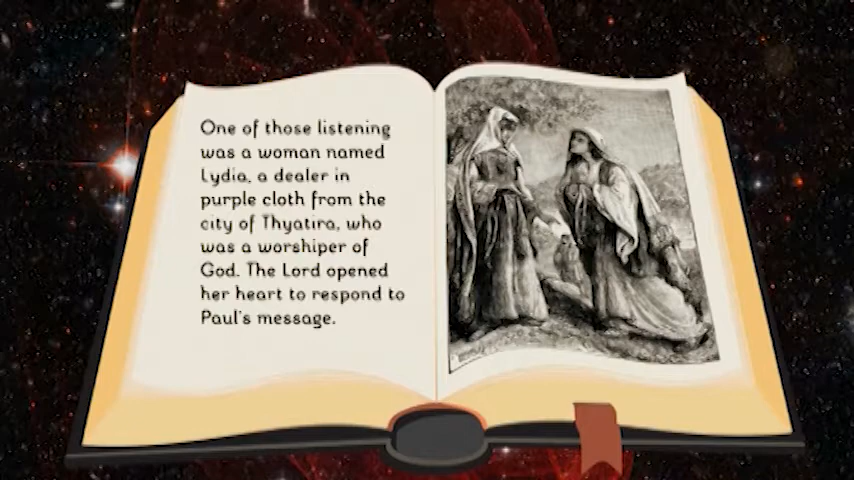 One of those listening
was a woman named
Lydia, a dealer in
purple cloth from the
city of Thyatira, who
was a worshiper of
God. The Lord opened
her heart to respond to
Paul's message.